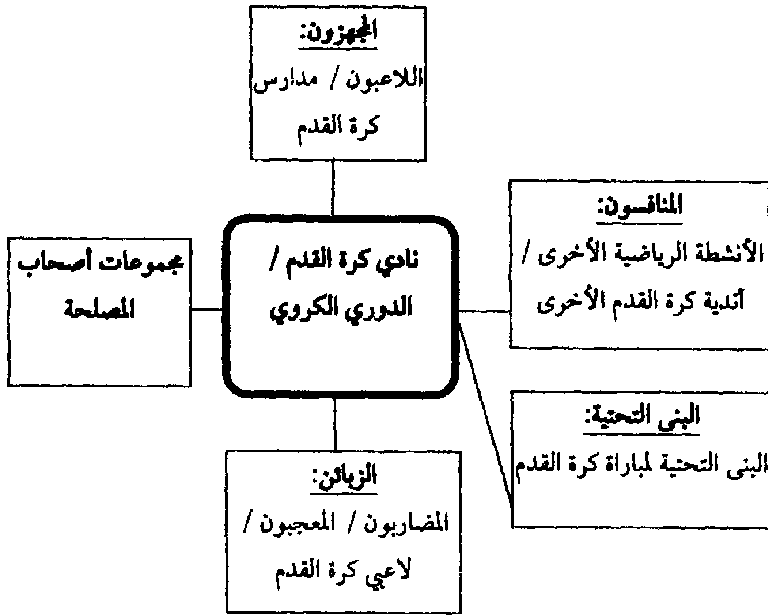 المجهزون:
اللاعبون / مدارس
كرة القدم
المنافسون:
الأنشطة الرياضية الأخرى /
أندية كرة القدم الأخرى
نادي كرة القدم /
الدوري الكروي
مجموعات أصحاب
المصلحة
البنى التحتية:
البنى التحتية لمباراة كرة القدم
الزبائن:
المضاربون / المعجبون /
لاعبي كرة القدم